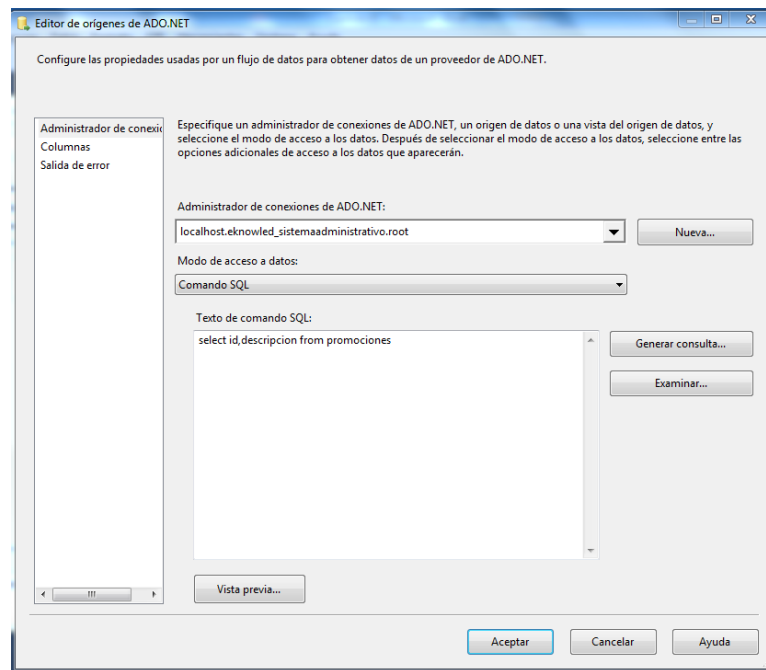 Editor de orígenes de ADO.NET
Configure las propiedades usadas por un flujo de datos para obtener datos de un proveedor de ADO.NET.
Administrador de conexic
Columnas
Salida de error
Especifique un administrador de conexiones de ADO.NET, un origen de datos o una vista del origen de datos, y
seleccione el modo de acceso a los datos. Después de seleccionar el modo de acceso a los datos, seleccione entre las
opciones adicionales de acceso a los datos que aparecerán.
Administrador de conexiones de ADO.NET:
localhost.eknowled_sistemaadministrativo.root
Nueva...
Modo de acceso a datos:
Comando SQL
Texto de comando SQL:
select id,descripcion from promociones
Generar consulta...
Examinar...
Vista previa...
Aceptar
Cancelar
Ayuda